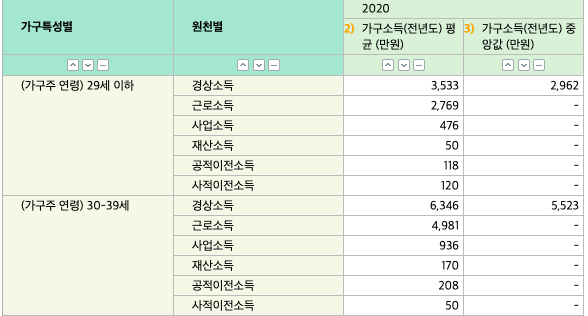 2020
가구특성별 원천별 2) 가구소득(전년도) 평 3) 가구소득(전년도) 중
균 (만원) 앙값 (만원)
(가구주 연령) 29세 이하 경상소득 3,533 2,962
근로소득 2,769 -
사업소득 476 -
재산소득 50 -
공적이전소득 118 -
사적이전소득 120 -
(가구주 연령) 30-39세 경상소득 6,346 5,523
근로소득 4,981 -
사업소득 936 -
재산소득 170 -
공적이전소득 208 -
사적이전소득 50 -